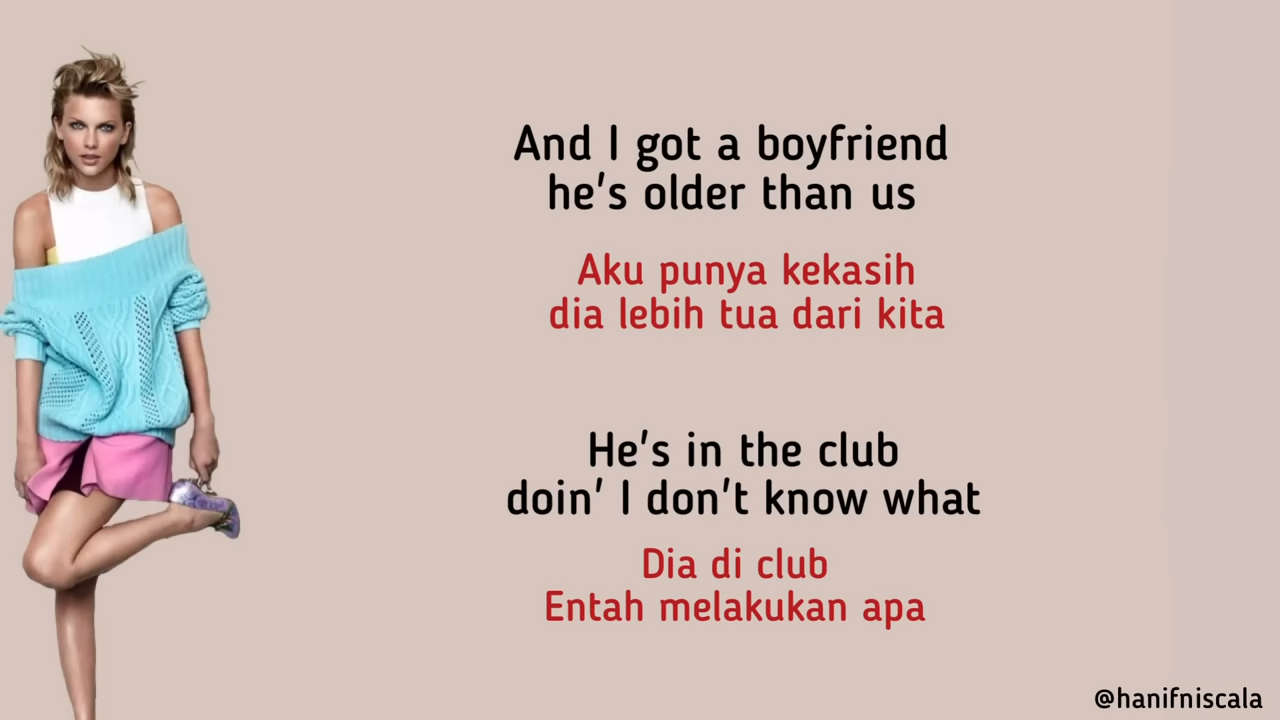 And I got a boyfriend
he's older than us
Aku punya kekasih
dia lebih tua dari kita
He's in the club
doin' I don't know what
Dia di club
Entah melakukan apa
@hanifniscala